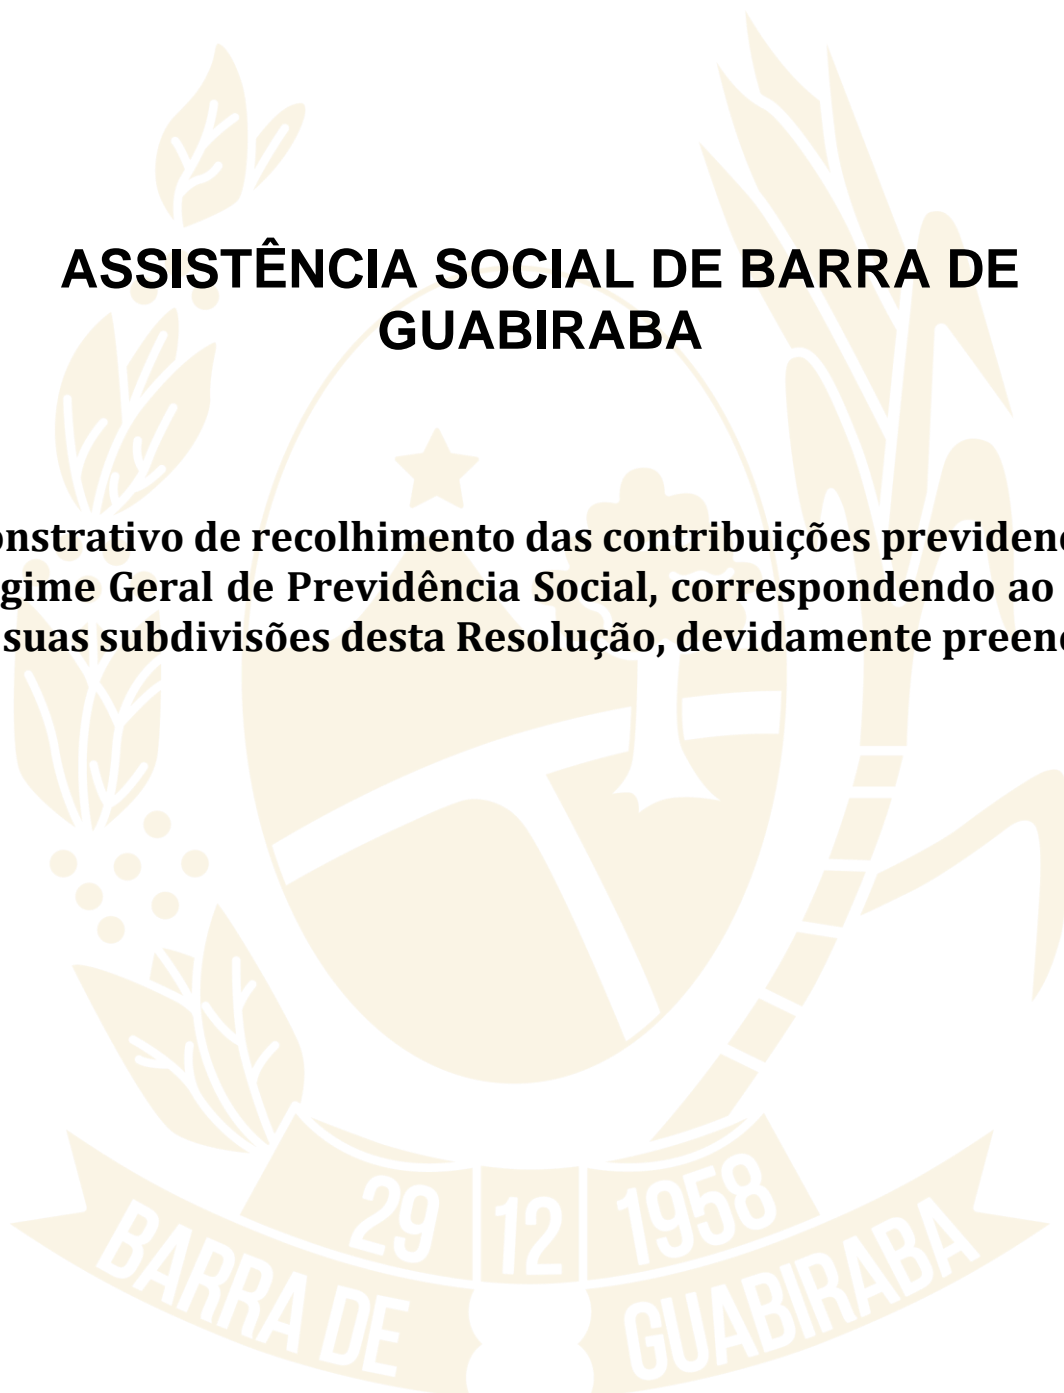 ASSISTÊNCIA SOCIAL DE BARRA DE
GUABIRABA
onstrativo de recolhimento das contribuições previdenc
gime Geral de Previdência Social, correspondendo ao
suas subdivisões desta Resolução, devidamente preenc
29 12 1958
BARRA DE GUABIRABA